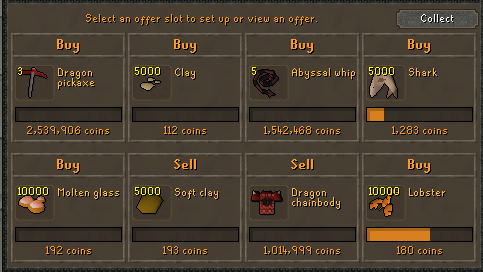 Select an offer slot to set up or view an offer.
Collect
Buy
Buy
Buy
Buy
3
Dragon
pickaxe
5000
Clay
5
Abyssal whip
5000
Shark
2,539,906 coins
112 coins
1,542,468 coins
1,283 coins
Buy
Sell
Sell
Buy
10000
Molten glass
5000
Soft clay
Dragon
chainbody
10000
Lobster
192 coins
193 coins
1,014,999 coins
180 coins